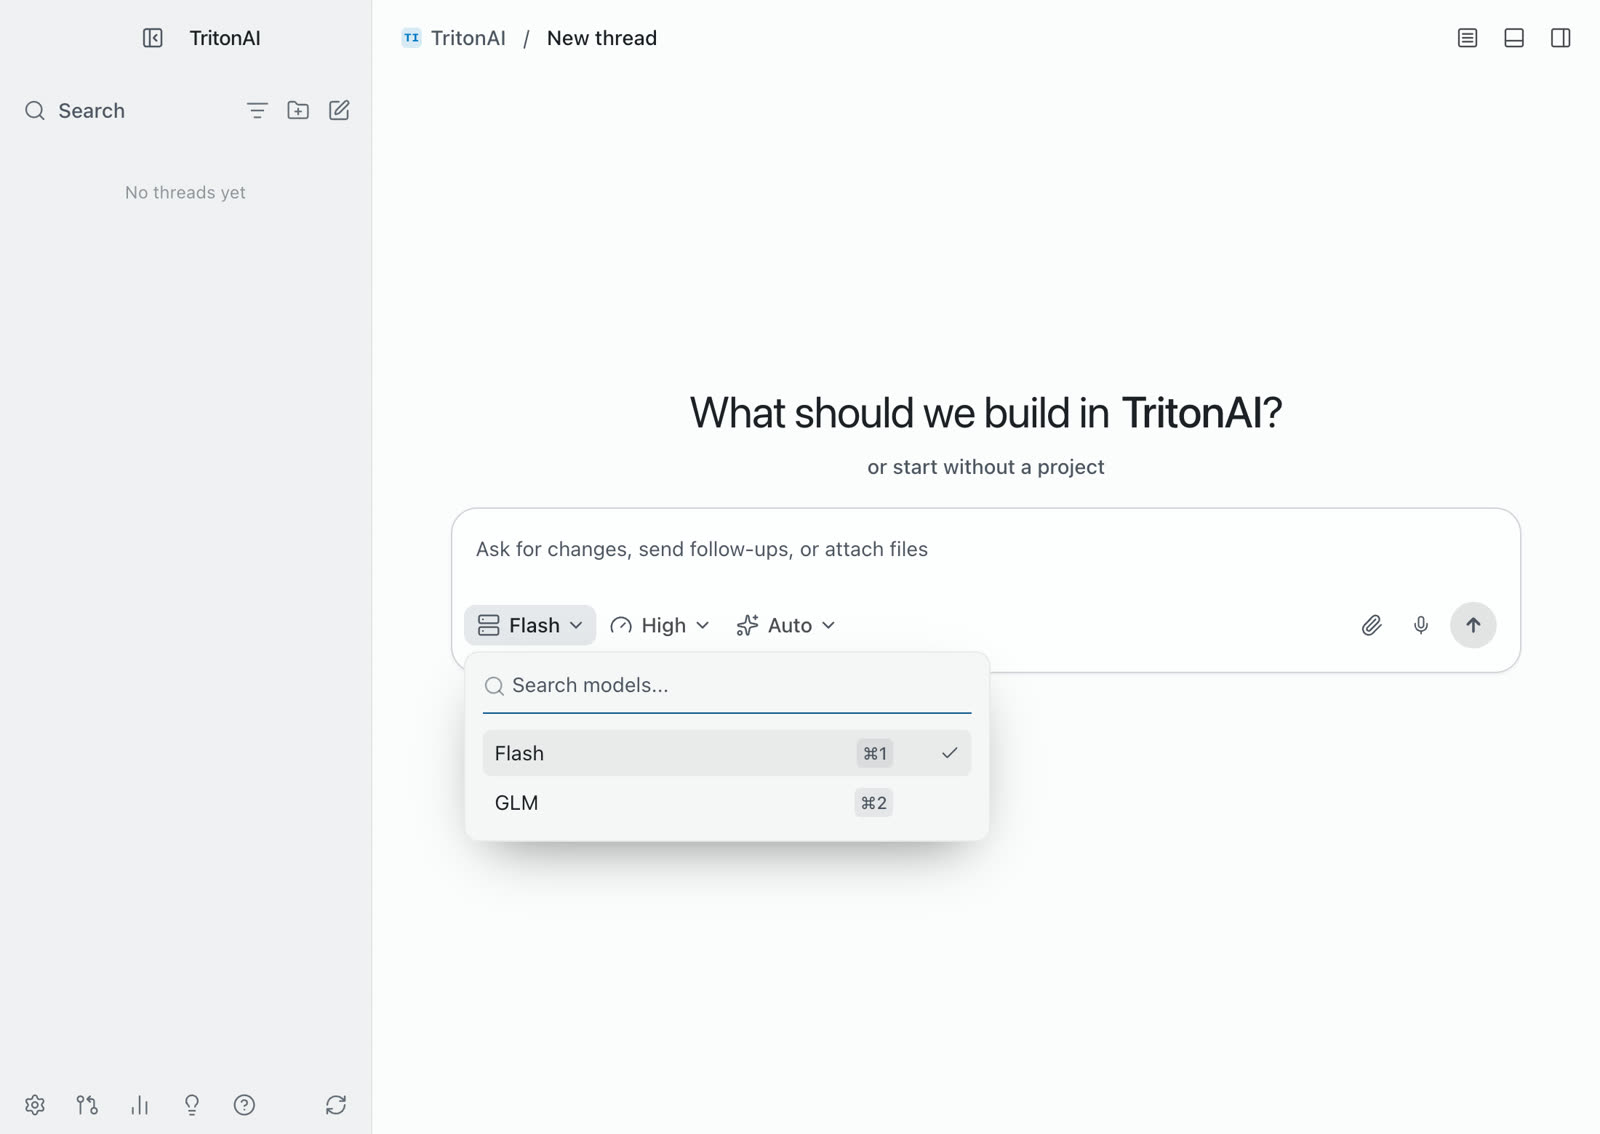 TritonAI
Search
No threads yet
TI TritonAI / New thread
What should we build in TritonAI?
or start without a project
Ask for changes, send follow-ups, or attach files
Flash High Auto
Search models...
Flash ⌘1
GLM ⌘2